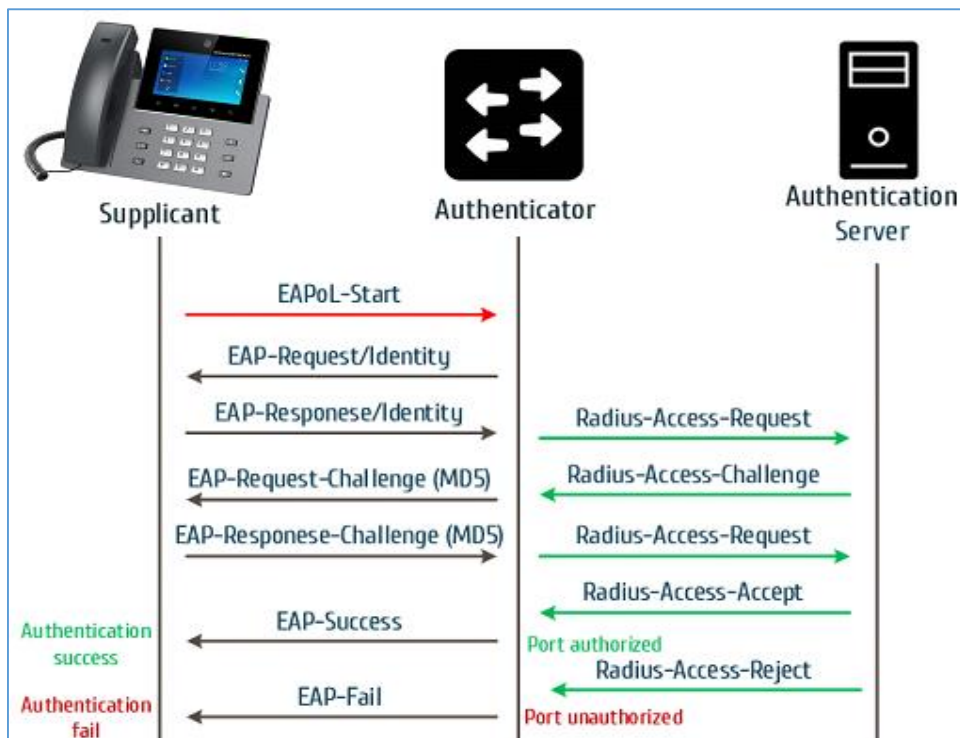 Supplicant
Authenticator
Authentication
Server
EAPoL-Start
EAP-Request/Identity
EAP-Responese/Identity
Radius-Access-Request
EAP-Request-Challenge (MD5)
Radius-Access-Challenge
EAP-Responese-Challenge (MD5)
Radius-Access-Request
Radius-Access-Accept
Authentication
success
EAP-Success
Port authorized
Radius-Access-Reject
Authentication
fail
EAP-Fail
Port unauthorized